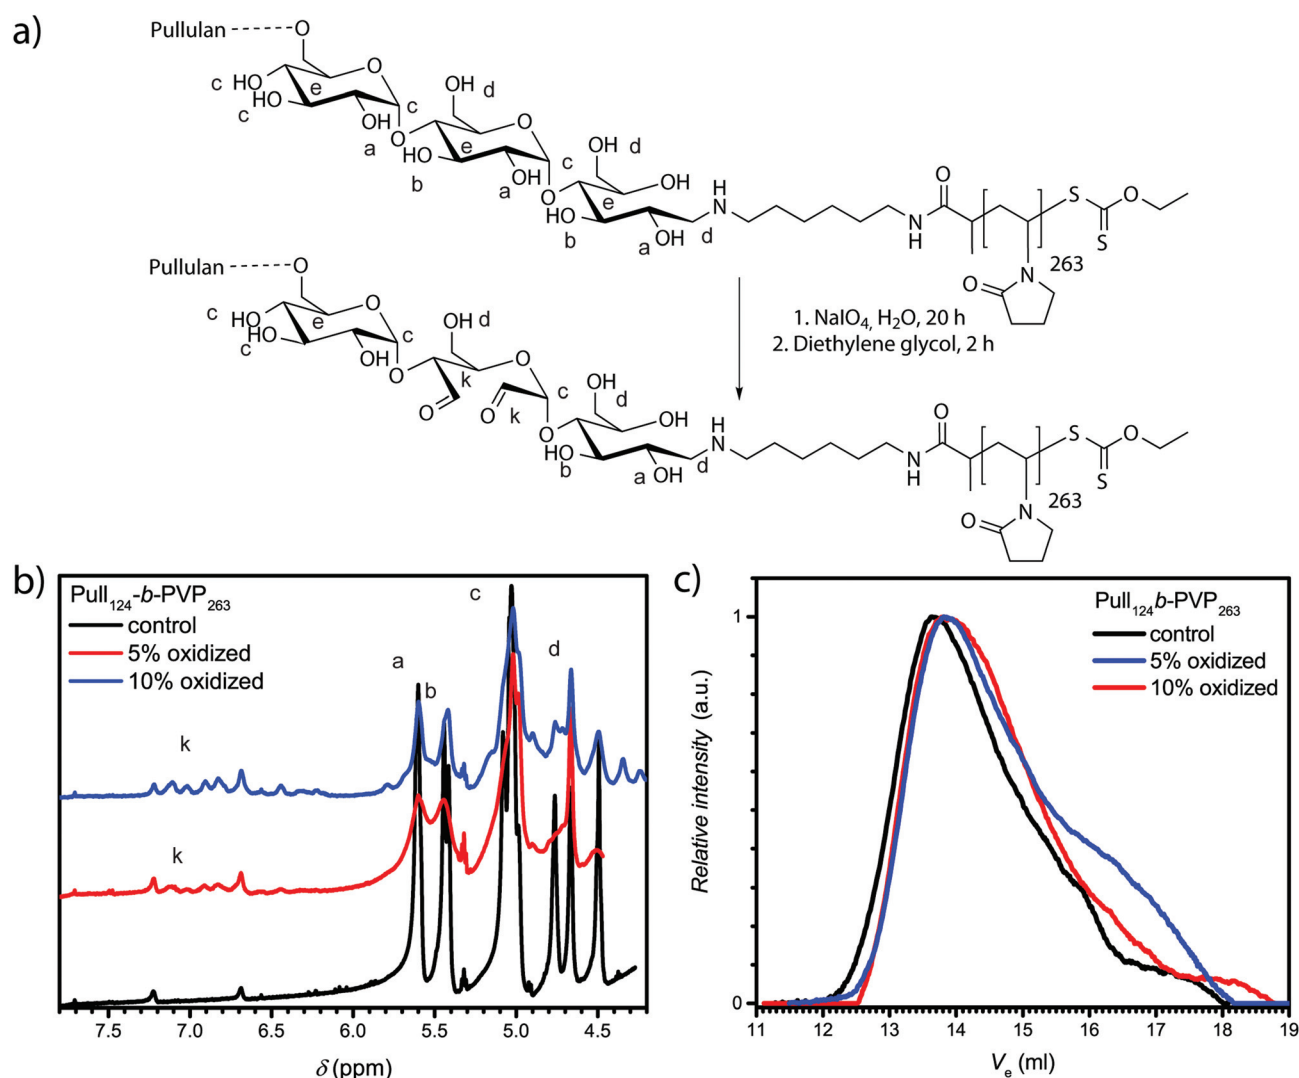 a)
Pullulan
O
O
c
HO
e
HO
c
OH
a
c
O
OH
d
O
HO
b
e
OH
a
c
O
OH
d
OH
HO
b
e
OH
a
d
H
N
N
H
O
S
O
S
263
N
O
Pullulan
O
1. NaIO4, H2O, 20 h
2. Diethylene glycol, 2 h
c
HO
e
HO
c
O
OH
c
O
OH
d
O
k
O
O
k
c
O
OH
d
OH
HO
b
OH
a
d
H
N
N
H
O
S
O
S
263
N
O
b)
Pull124-b-PVP263
control
5% oxidized
10% oxidized
a
b
c
d
k
k
7.5 7.0 6.5 6.0 5.5 5.0 4.5
δ (ppm)
c)
Pull124b-PVP263
control
5% oxidized
10% oxidized
Relative intensity (a.u.)
1
0
11 12 13 14 15 16 17 18 19
Ve (ml)